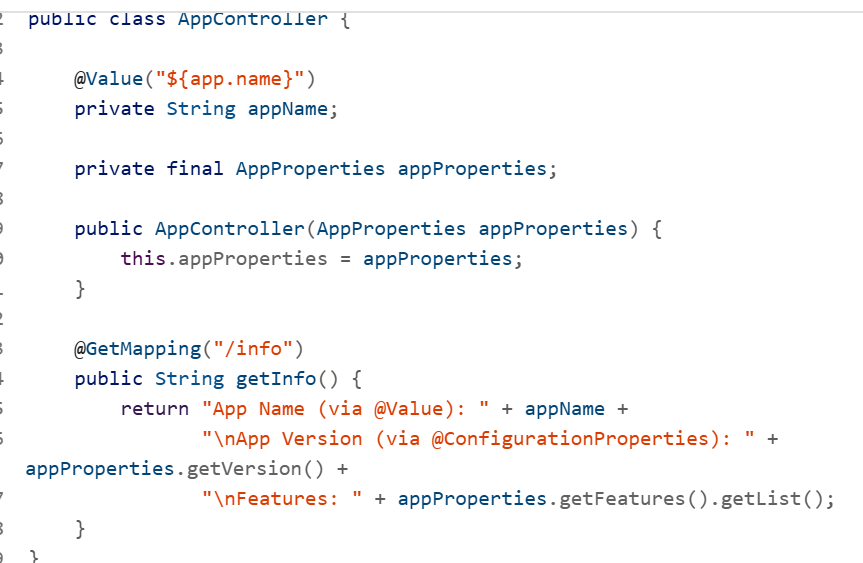 public class AppController {
@Value("${app.name}")
private String appName;
private final AppProperties appProperties;
public AppController(AppProperties appProperties) {
this.appProperties = appProperties;
}
@GetMapping("/info")
public String getInfo() {
return "App Name (via @Value): " + appName +
"\nApp Version (via @ConfigurationProperties): " +
appProperties.getVersion() +
"\nFeatures: " + appProperties.getFeatures().getList();
}
}